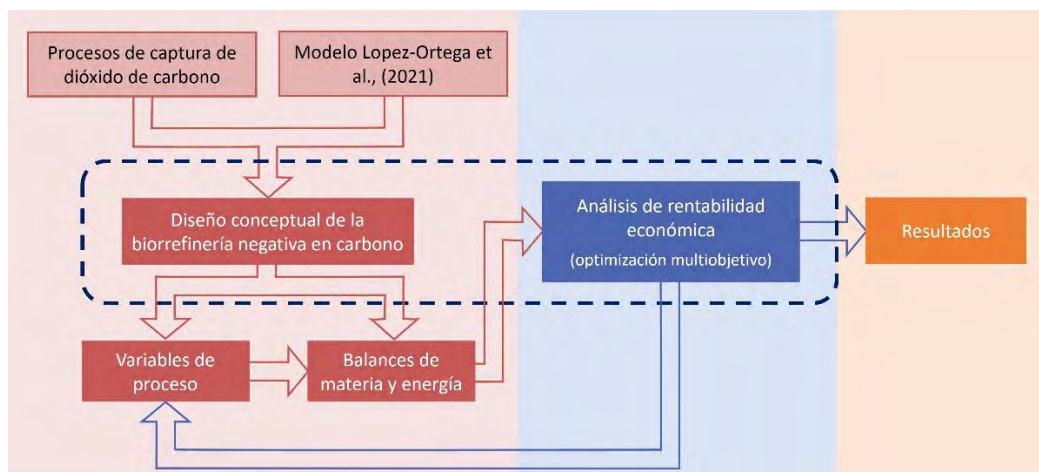 Procesos de captura de
dióxido de carbono
Modelo Lopez-Ortega et
al., (2021)
Diseño conceptual de la
biorrefinería negativa en carbono
Análisis de rentabilidad
económica
(optimización multiobjetivo)
Resultados
Variables de
proceso
Balances de
materia y energía